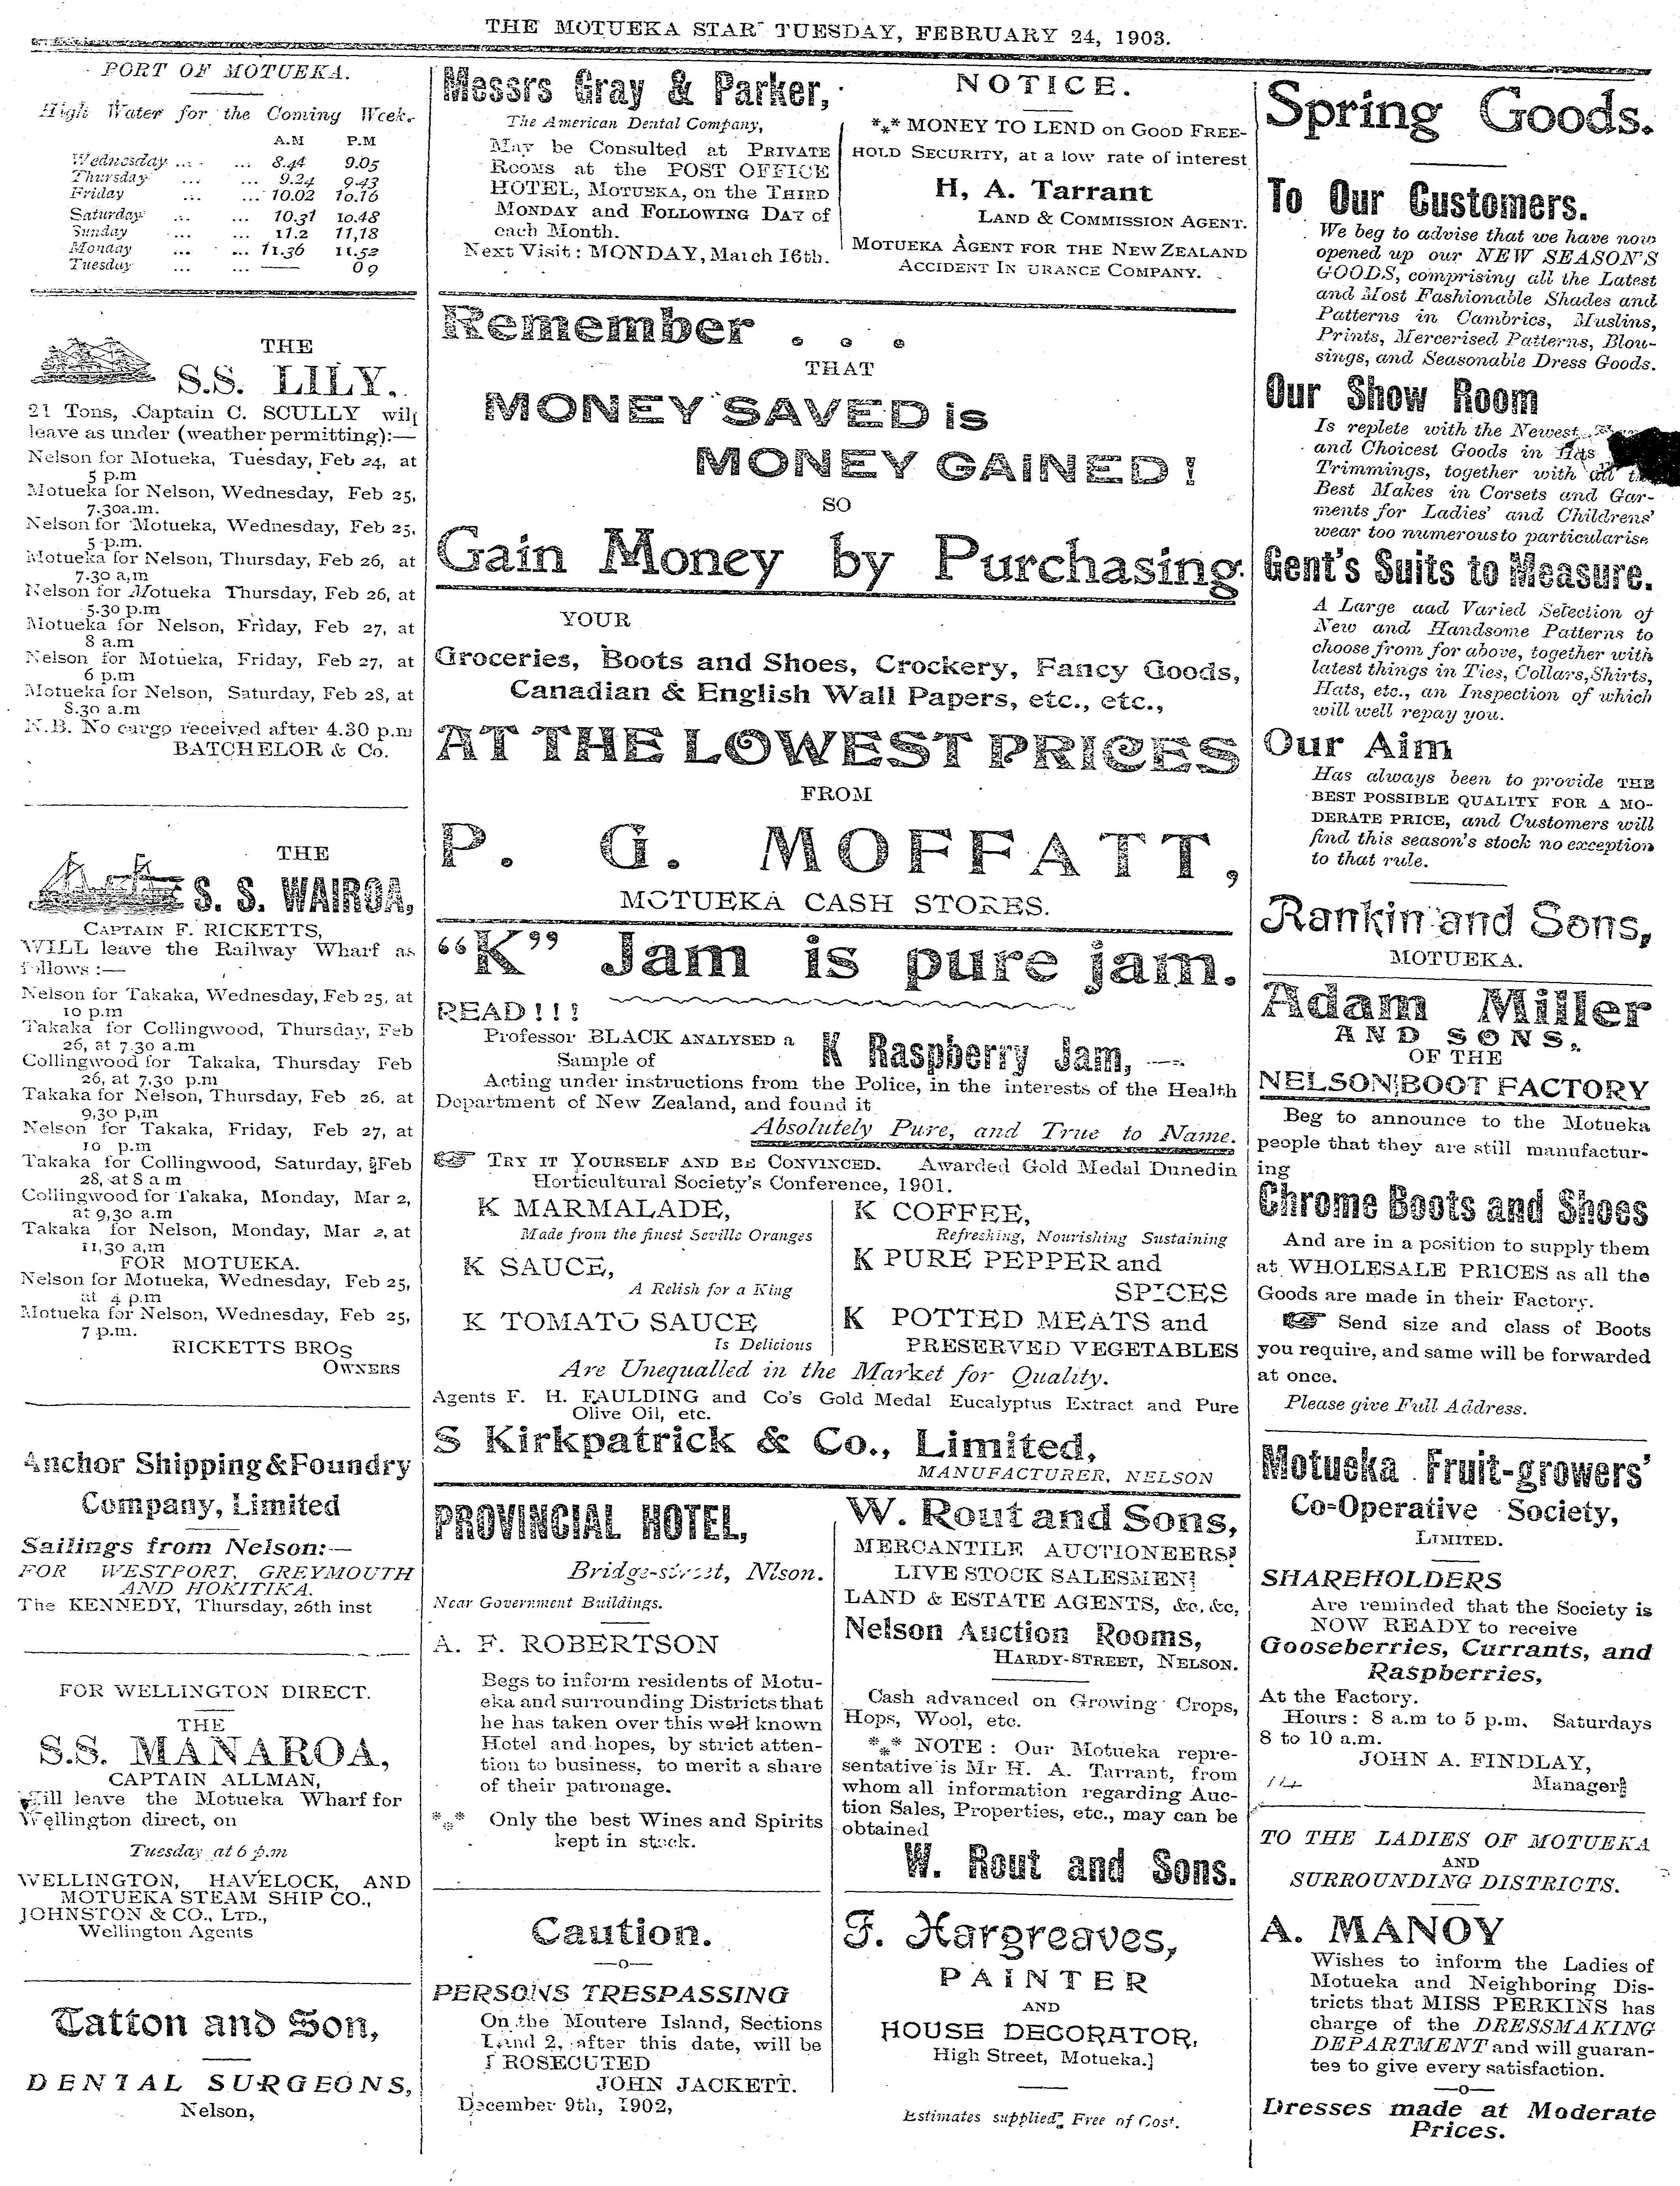 THE MOTUEKA STAR TUESDAY, FEBRUARY 24, 1903.
PORT OF MOTUEKA.
High Water for the Coming Week.
A.M P.M
Wednesday ... ... 8.44 9.05
Thursday ... ... 9.24 9.43
Friday ... ... 10.02 10.16
Saturday ... ... 10.31 10.48
Sunday ... ... 11.2 11,18
Monday ... ... 11.36 11.52
Tuesday ... ... —— 0 9
THE
S.S. LILY,
21 Tons, Captain C. SCULLY will
leave as under (weather permitting):—
Nelson for Motueka, Tuesday, Feb 24, at
5 p.m
Motueka for Nelson, Wednesday, Feb 25,
7.30a.m.
Nelson for Motueka, Wednesday, Feb 25,
5 p.m.
Motueka for Nelson, Thursday, Feb 26, at
7.30 a,m
Nelson for Motueka Thursday, Feb 26, at
5.30 p.m
Motueka for Nelson, Friday, Feb 27, at
8 a.m
Nelson for Motueka, Friday, Feb 27, at
6 p.m
Motueka for Nelson, Saturday, Feb 28, at
8.30 a.m
N.B. No cargo received after 4.30 p.m
BATCHELOR & Co.
THE
S. S. WAIROA,
CAPTAIN F. RICKETTS,
WILL leave the Railway Wharf as
follows :—
Nelson for Takaka, Wednesday, Feb 25, at
10 p.m
Takaka for Collingwood, Thursday, Feb
26, at 7.30 a.m
Collingwood for Takaka, Thursday Feb
26, at 7.30 p.m
Takaka for Nelson, Thursday, Feb 26, at
9,30 p,m
Nelson for Takaka, Friday, Feb 27, at
10 p.m
Takaka for Collingwood, Saturday, Feb
28, at 8 a m
Collingwood for Takaka, Monday, Mar 2,
at 9,30 a.m
Takaka for Nelson, Monday, Mar 2, at
11,30 a,m
FOR MOTUEKA.
Nelson for Motueka, Wednesday, Feb 25,
at 4 p.m
Motueka for Nelson, Wednesday, Feb 25,
7 p.m.
RICKETTS BROS
OWNERS
Anchor Shipping & Foundry
Company, Limited
Sailings from Nelson:—
FOR WESTPORT, GREYMOUTH
AND HOKITIKA.
The KENNEDY, Thursday, 26th inst
FOR WELLINGTON DIRECT.
THE
S.S. MANAROA,
CAPTAIN ALLMAN,
Will leave the Motueka Wharf for
Wellington direct, on
Tuesday at 6 p.m
WELLINGTON, HAVELOCK, AND
MOTUEKA STEAM SHIP CO.,
JOHNSTON & CO., LTD.,
Wellington Agents
Tatton and Son,
DENTAL SURGEONS,
Nelson,
Messrs Gray & Parker,
The American Dental Company,
May be Consulted at PRIVATE
ROOMS at the POST OFFICE
HOTEL, MOTUEKA, on the THIRD
MONDAY and FOLLOWING DAY of
each Month.
Next Visit: MONDAY, March 16th.
NOTICE.
*** MONEY TO LEND on GOOD FREE-
HOLD SECURITY, at a low rate of interest
H, A. Tarrant
LAND & COMMISSION AGENT.
MOTUEKA AGENT FOR THE NEW ZEALAND
ACCIDENT IN URANCE COMPANY.
Remember . . .
THAT
MONEY SAVED is
MONEY GAINED !
SO
Gain Money by Purchasing
YOUR
Groceries, Boots and Shoes, Crockery, Fancy Goods,
Canadian & English Wall Papers, etc., etc.,
AT THE LOWEST PRICES
FROM
P. G. MOFFATT,
MOTUEKA CASH STORES.
"K" Jam is pure jam.
READ!!!
Professor BLACK ANALYSED a
Sample of K Raspberry Jam,
Acting under instructions from the Police, in the interests of the Health
Department of New Zealand, and found it
Absolutely Pure, and True to Name.
TRY IT YOURSELF AND BE CONVINCED. Awarded Gold Medal Dunedin
Horticultural Society's Conference, 1901.
K MARMALADE,
Made from the finest Seville Oranges
K SAUCE,
A Relish for a King
K TOMATO SAUCE
Is Delicious
K COFFEE,
Refreshing, Nourishing Sustaining
K PURE PEPPER and
SPICES
K POTTED MEATS and
PRESERVED VEGETABLES
Are Unequalled in the Market for Quality.
Agents F. H. FAULDING and Co's Gold Medal Eucalyptus Extract and Pure
Olive Oil, etc.
S Kirkpatrick & Co., Limited,
MANUFACTURER, NELSON
PROVINCIAL HOTEL,
Bridge-street, Nlson.
Near Government Buildings.
A. F. ROBERTSON
Begs to inform residents of Motu-
eka and surrounding Districts that
he has taken over this well known
Hotel and hopes, by strict atten-
tion to business, to merit a share
of their patronage.
*** Only the best Wines and Spirits
kept in stock.
Caution.
—o—
PERSONS TRESPASSING
On the Moutere Island, Sections
1 and 2, after this date, will be
PROSECUTED
JOHN JACKETT.
December 9th, 1902,
W. Rout and Sons,
MERCANTILE AUCTIONEERS
LIVE STOCK SALESMEN
LAND & ESTATE AGENTS, &c, &c,
Nelson Auction Rooms,
HARDY-STREET, NELSON.
Cash advanced on Growing Crops,
Hops, Wool, etc.
*** NOTE: Our Motueka repre-
sentative is Mr H. A. Tarrant, from
whom all information regarding Auc-
tion Sales, Properties, etc., may can be
obtained
W. Rout and Sons.
F. Hargreaves,
PAINTER
AND
HOUSE DECORATOR,
High Street, Motueka.]
Estimates supplied Free of Cost.
Spring Goods.
To Our Customers.
We beg to advise that we have now
opened up our NEW SEASON'S
GOODS, comprising all the Latest
and Most Fashionable Shades and
Patterns in Cambrics, Muslins,
Prints, Mercerised Patterns, Blou-
sings, and Seasonable Dress Goods.
Our Show Room
Is replete with the Newest
and Choicest Goods in
Trimmings, together with all
Best Makes in Corsets and Gar-
ments for Ladies' and Childrens'
wear too numerous to particularise
Gent's Suits to Measure.
A Large aad Varied Selection of
New and Handsome Patterns to
choose from for above, together with
latest things in Ties, Collars, Shirts,
Hats, etc., an Inspection of which
will well repay you.
Our Aim
Has always been to provide THE
BEST POSSIBLE QUALITY FOR A MO-
DERATE PRICE, and Customers will
find this season's stock no exception
to that rule.
Rankin and Sons,
MOTUEKA.
Adam Miller
AND SONS,
OF THE
NELSON BOOT FACTORY
Beg to announce to the Motueka
people that they are still manufactur-
ing
Chrome Boots and Shoes
And are in a position to supply them
at WHOLESALE PRICES as all the
Goods are made in their Factory.
Send size and class of Boots
you require, and same will be forwarded
at once.
Please give Full Address.
Motueka Fruit-growers'
Co-Operative Society,
LIMITED.
SHAREHOLDERS
Are reminded that the Society is
NOW READY to receive
Gooseberries, Currants, and
Raspberries,
At the Factory.
Hours: 8 a.m to 5 p.m. Saturdays
8 to 10 a.m.
JOHN A. FINDLAY,
Manager
TO THE LADIES OF MOTUEKA
AND
SURROUNDING DISTRICTS.
A. MANOY
Wishes to inform the Ladies of
Motueka and Neighboring Dis-
tricts that MISS PERKINS has
charge of the DRESSMAKING
DEPARTMENT and will guaran-
tee to give every satisfaction.
—o—
Dresses made at Moderate
Prices.